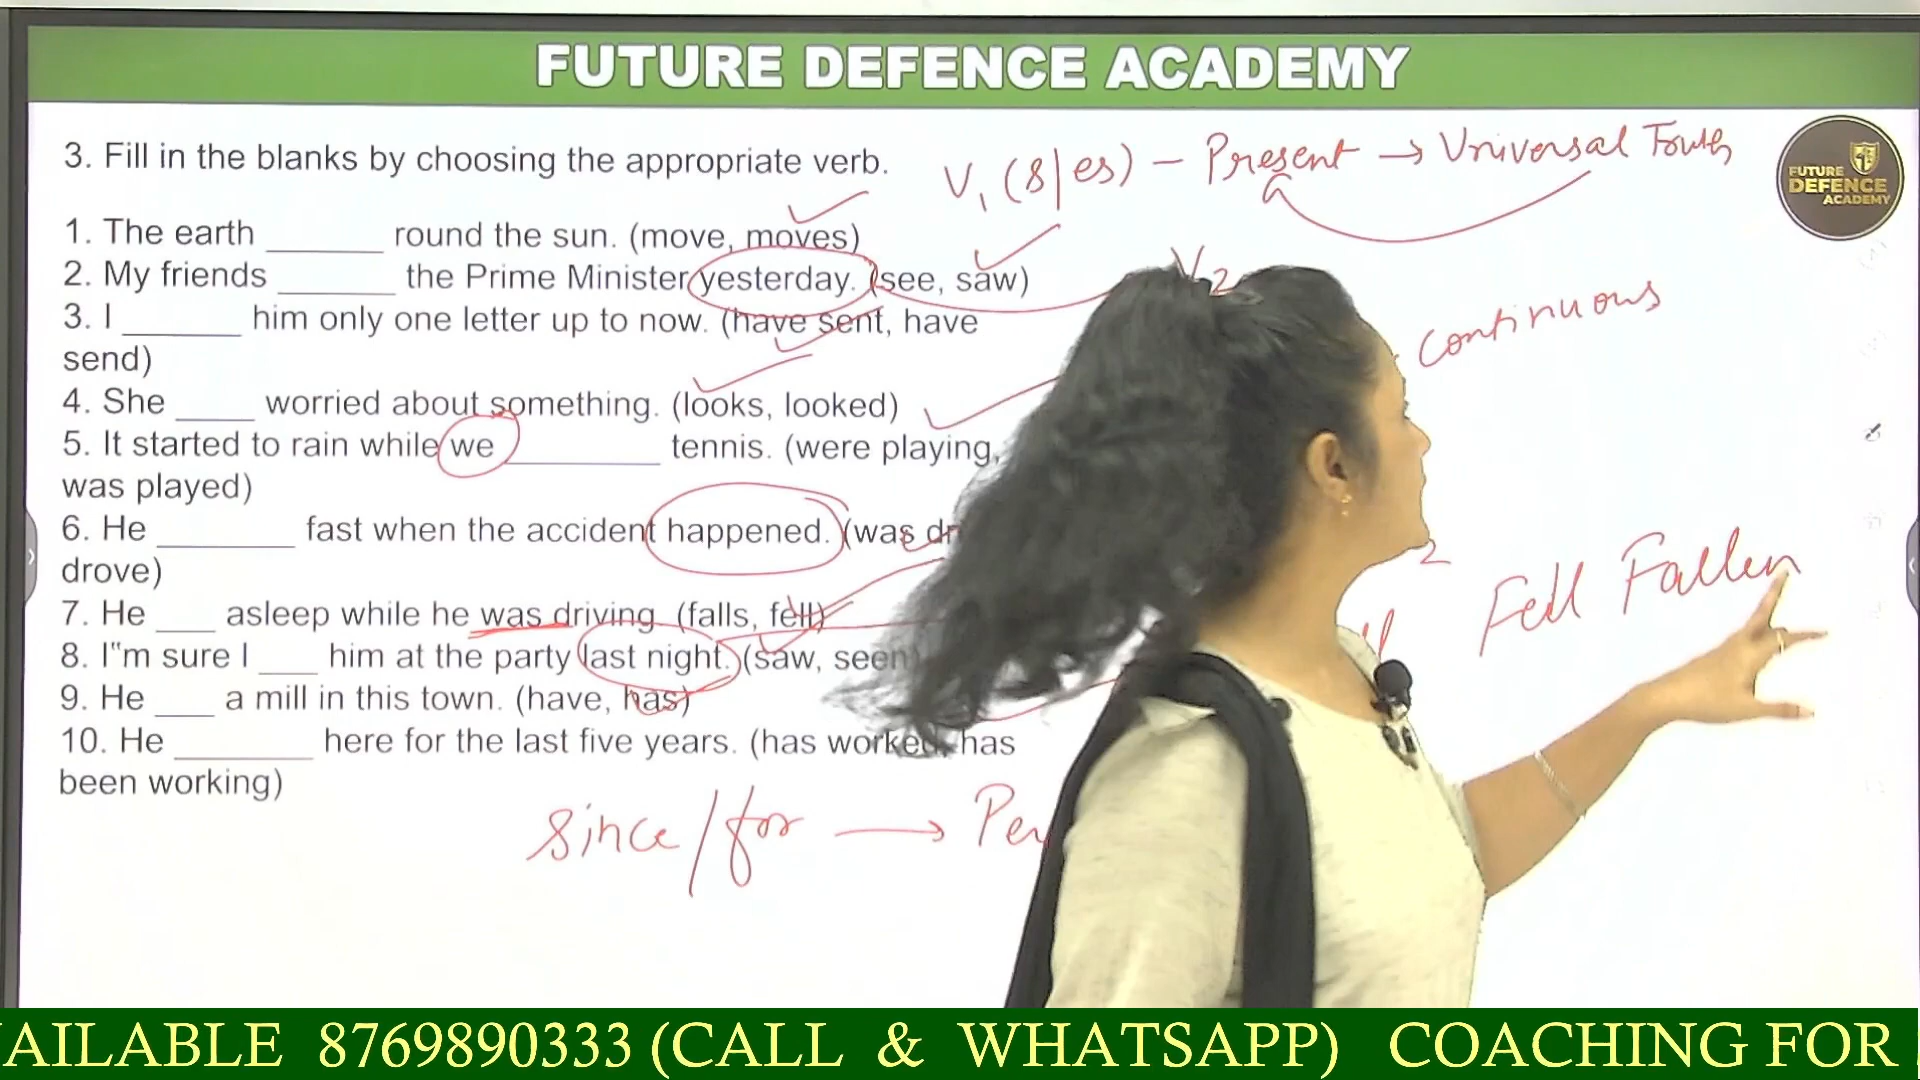 FUTURE DEFENCE ACADEMY
3. Fill in the blanks by choosing the appropriate verb.
V₁ (s/es) – Present → Universal Truth
FUTURE
DEFENCE
ACADEMY
1. The earth ______ round the sun. (move, moves)
2. My friends ______ the Prime Minister yesterday. (see, saw)
V2
3. I ______ him only one letter up to now. (have sent, have
send)
continuous
4. She ____ worried about something. (looks, looked)
5. It started to rain while we ________ tennis. (were playing,
was played)
6. He _______ fast when the accident happened. (was
drove)
2
Fell Fallen
7. He ___ asleep while he was driving. (falls, fell)
8. I"m sure I ___ him at the party last night. (saw, seen
9. He ___ a mill in this town. (have, has)
10. He _______ here for the last five years. (has worked, has
been working)
since/for →
AILABLE 8769890333 (CALL & WHATSAPP) COACHING FOR